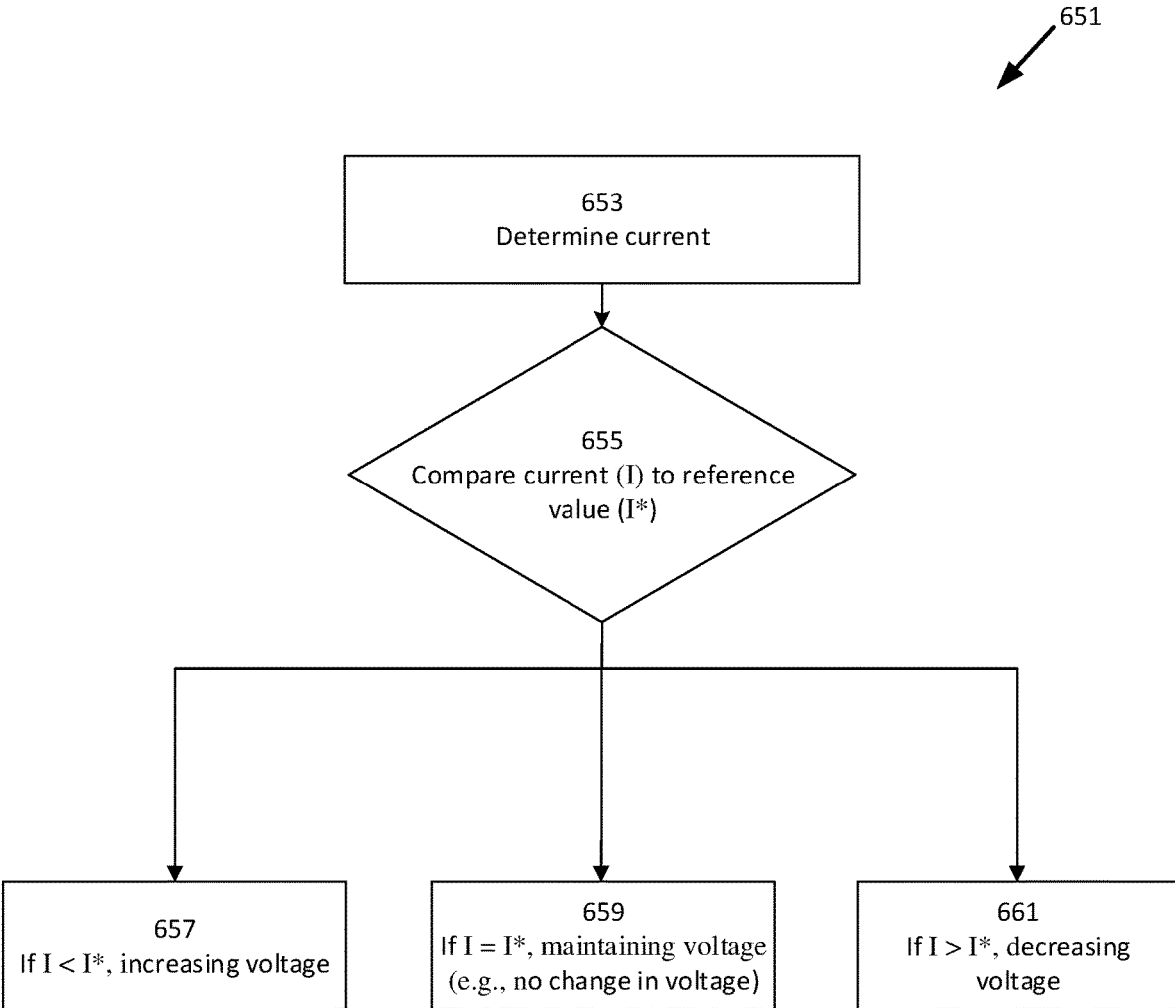 651
653
Determine current
655
Compare current (I) to reference
value (I*)
657
If I < I*, increasing voltage
659
If I = I*, maintaining voltage
(e.g., no change in voltage)
661
If I > I*, decreasing
voltage